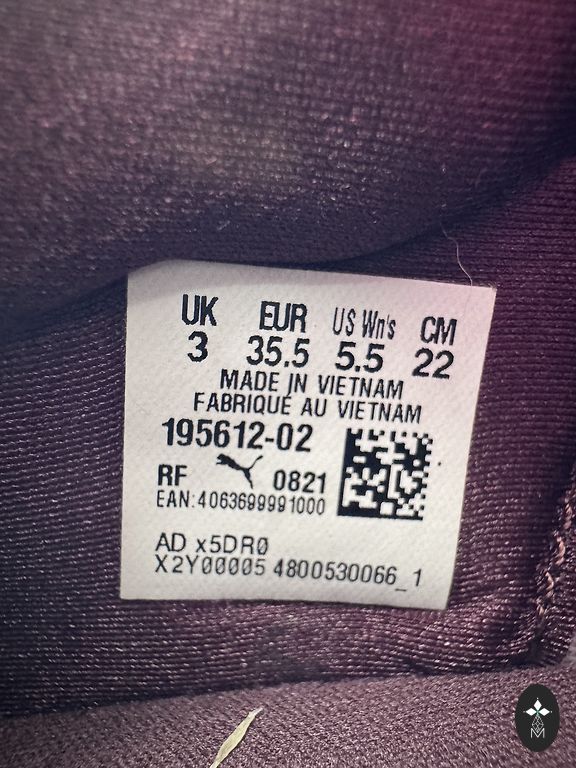 UK EUR US Wn's CM
3 35.5 5.5 22
MADE IN VIETNAM
FABRIQUE AU VIETNAM
195612-02
RF 0821
EAN:4063699991000
AD x5DR0
X2Y00005 4800530066_1
M